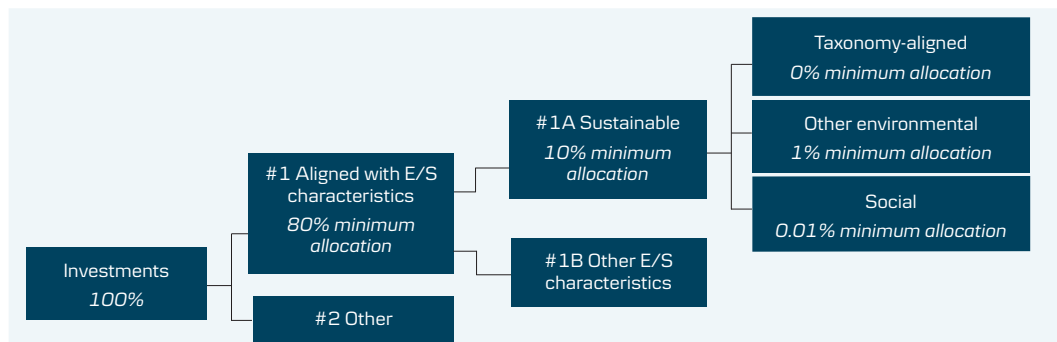 Investments
100%
#1 Aligned with E/S
characteristics
80% minimum
allocation
#2 Other
#1A Sustainable
10% minimum
allocation
#1B Other E/S
characteristics
Taxonomy-aligned
0% minimum allocation
Other environmental
1% minimum allocation
Social
0.01% minimum allocation